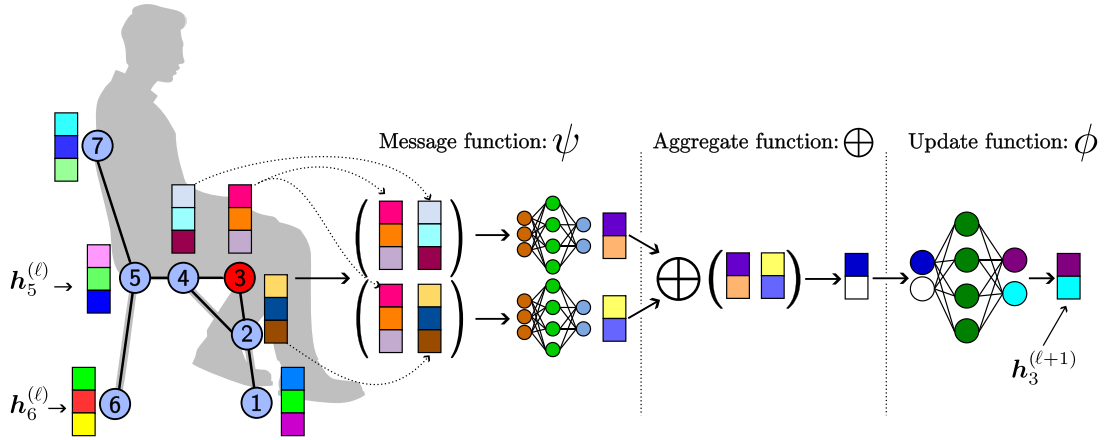 Message function: ψ
Aggregate function: ⊕
Update function: ϕ
7
3
5
4
2
6
1
h₅^(ℓ) →
h₆^(ℓ) →
⊕
h₃^(ℓ+1)